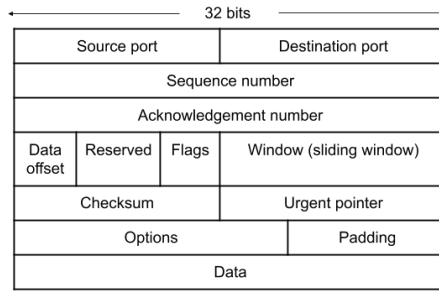 32 bits
Source port Destination port
Sequence number
Acknowledgement number
Data offset Reserved Flags Window (sliding window)
Checksum Urgent pointer
Options Padding
Data